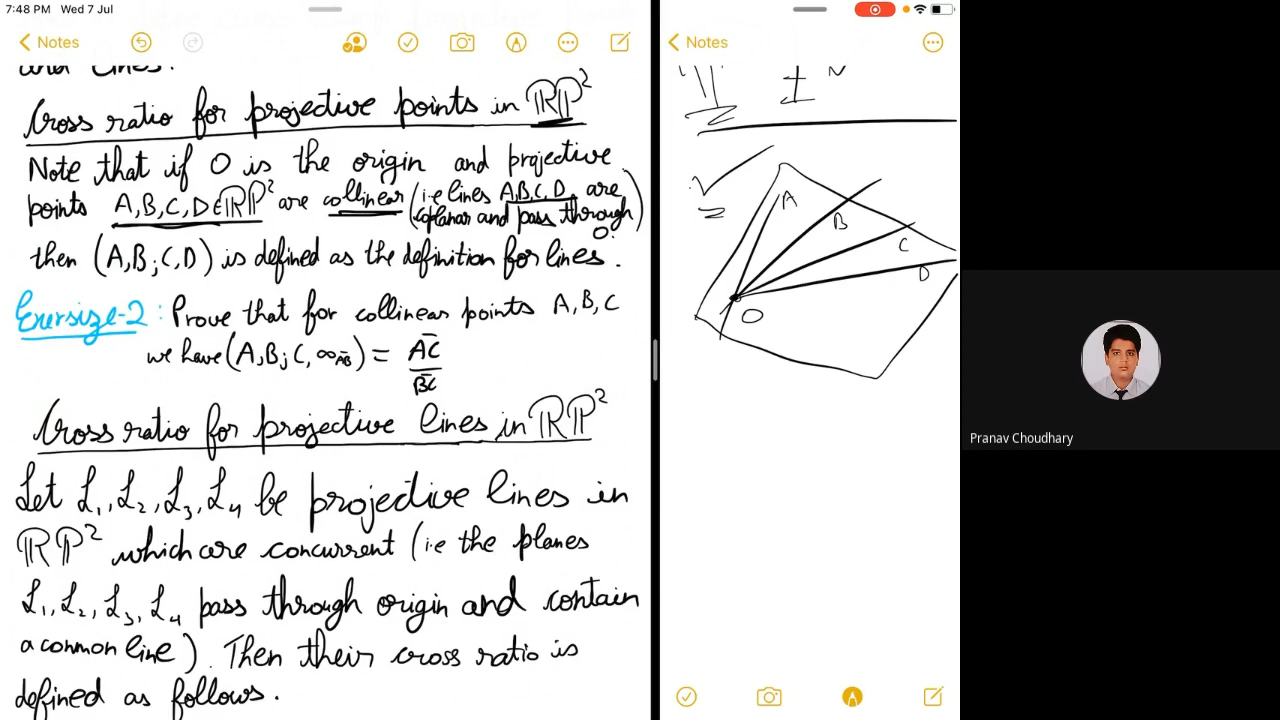 7:48 PM Wed 7 Jul
Notes
and lines.
Cross ratio for projective points in ℝℙ²
Note that if O is the origin and projective
points A,B,C,D∈ℝℙ² are collinear (i.e lines A,B,C,D, are
coplanar and pass through
O)
then (A,B;C,D) is defined as the definition for lines.
Exersize-2: Prove that for collinear points A,B,C
we have (A,B;C,∞_AB) = AC̅ / BC̅
Cross ratio for projective lines in ℝℙ²
Let ℒ₁,ℒ₂,ℒ₃,ℒ₄ be projective lines in
ℝℙ² which are concurrent (i.e the planes
ℒ₁,ℒ₂,ℒ₃,ℒ₄ pass through origin and contain
a common line). Then their cross ratio is
defined as follows.
Notes
A
B
C
D
O
Pranav Choudhary